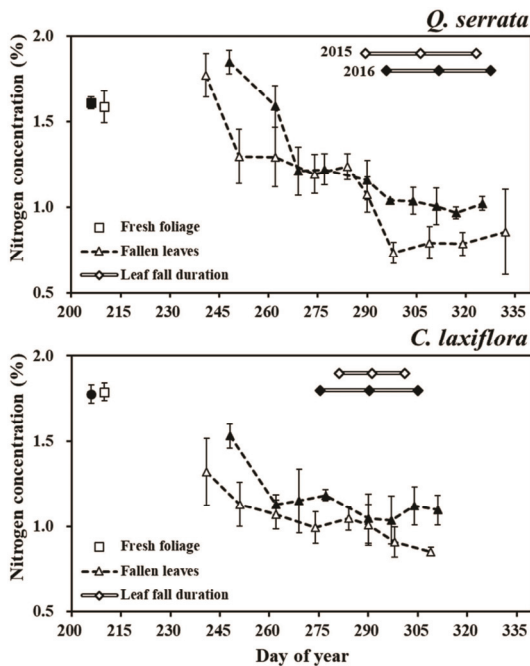 Q. serrata
2.0
2015
2016
1.5
1.0
0.5
Nitrogen concentration (%)
Fresh foliage
Fallen leaves
Leaf fall duration
200 215 230 245 260 275 290 305 320 335
C. laxiflora
2.0
1.5
1.0
0.5
Nitrogen concentration (%)
Fresh foliage
Fallen leaves
Leaf fall duration
200 215 230 245 260 275 290 305 320 335
Day of year